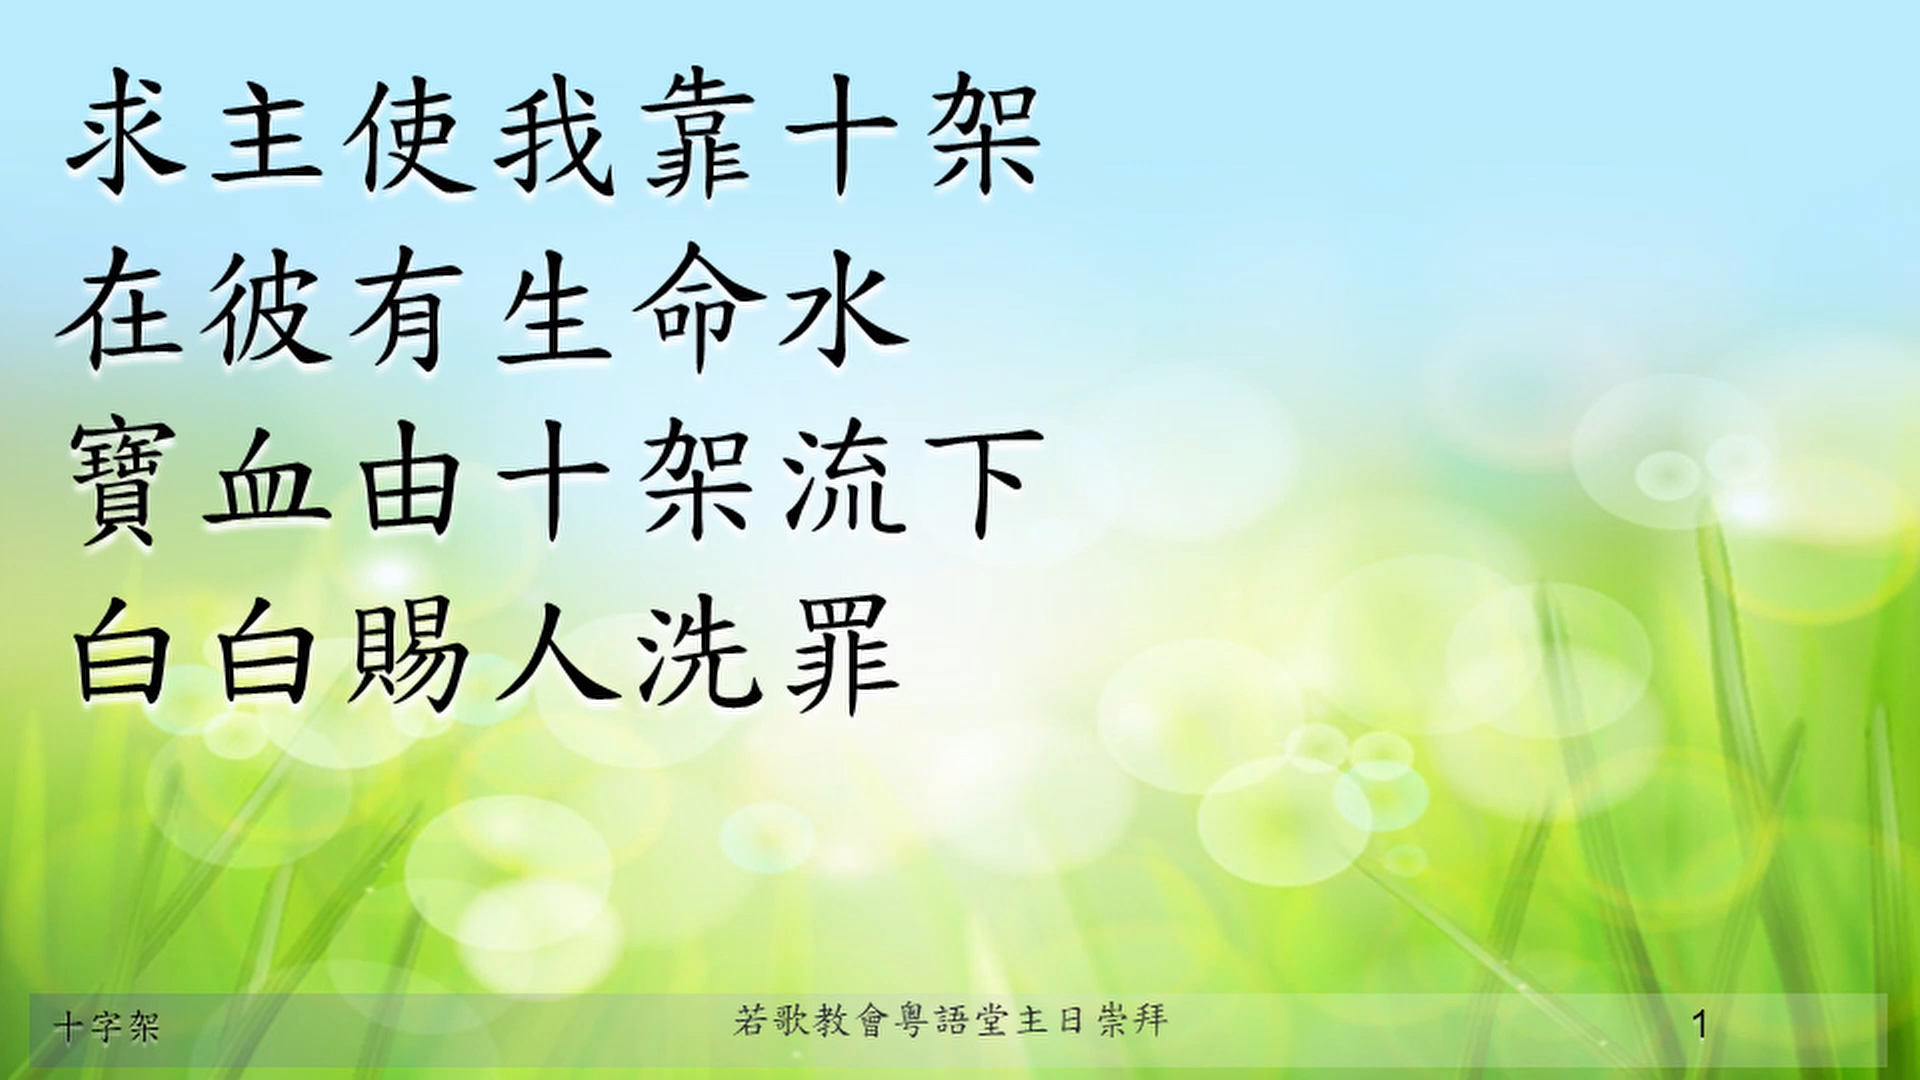 求主使我靠十架
在彼有生命水
寶血由十架流下
白白賜人洗罪
十字架
若歌教會粵語堂主日崇拜
1